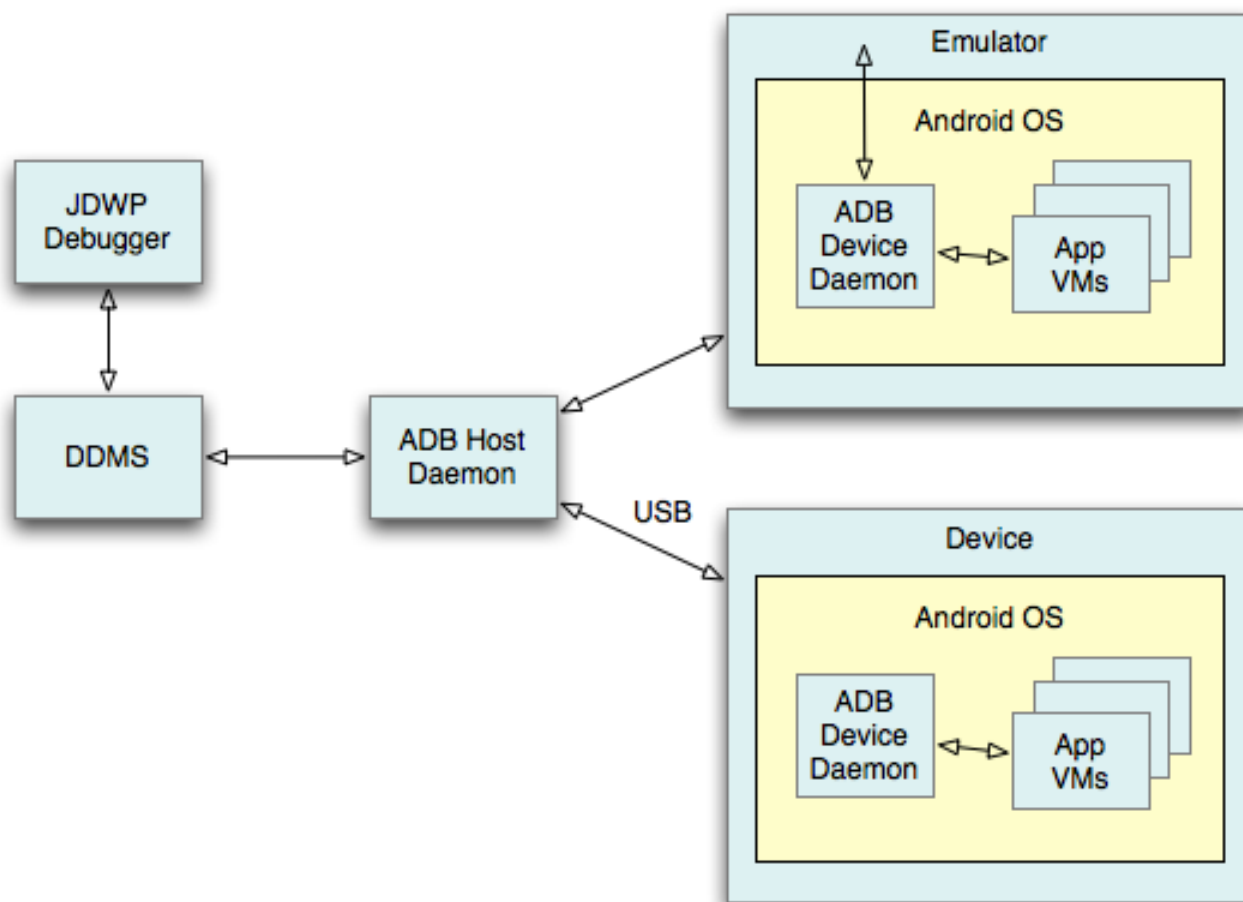 Emulator
Android OS
JDWP
Debugger
ADB
Device
Daemon
App
VMs
DDMS
ADB Host
Daemon
USB
Device
Android OS
ADB
Device
Daemon
App
VMs